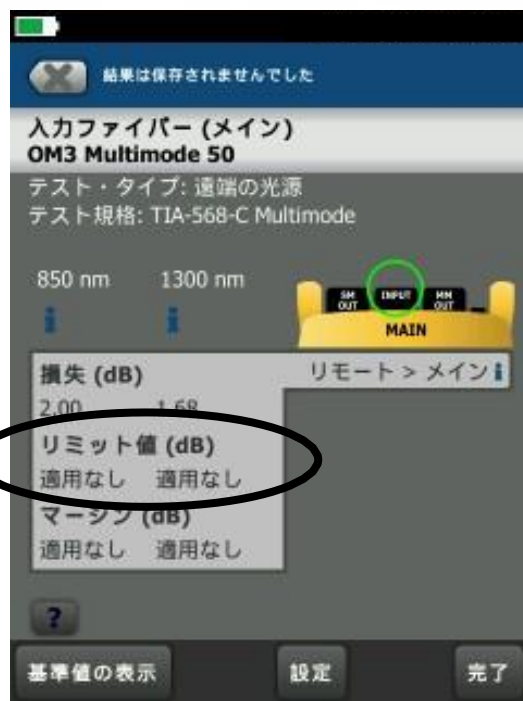 結果は保存されませんでした
入力ファイバー (メイン)
OM3 Multimode 50
テスト・タイプ: 遠端の光源
テスト規格: TIA-568-C Multimode
850 nm 1300 nm
SM OUT INPUT MM OUT
MAIN
リモート > メイン
損失 (dB)
2.00 1.68
リミット値 (dB)
適用なし 適用なし
マージン (dB)
適用なし 適用なし
?
基準値の表示 設定 完了